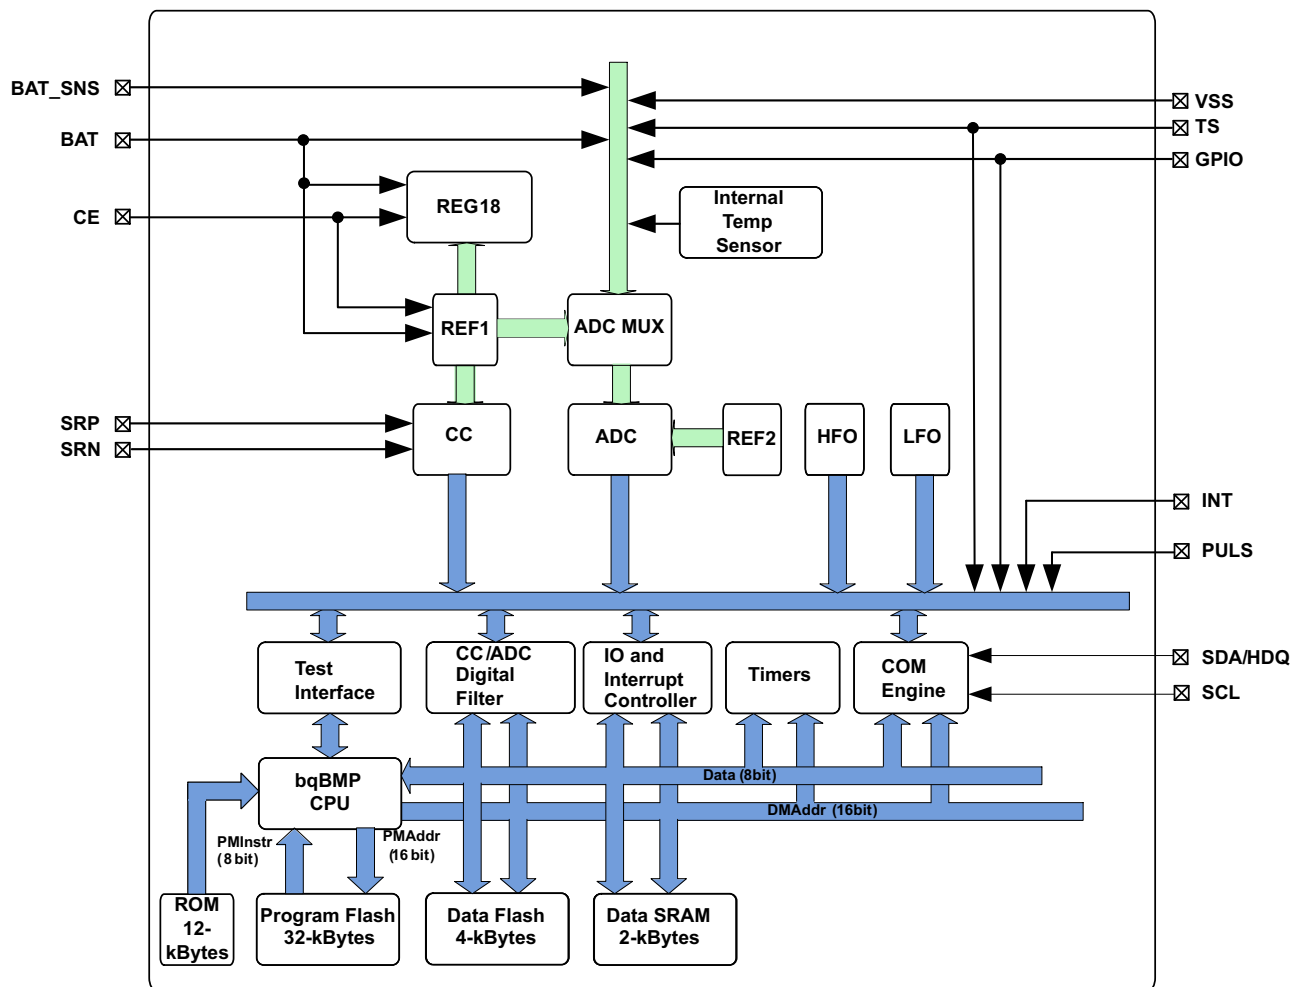 BAT_SNS
VSS
TS
BAT
GPIO
REG18
Internal
Temp
Sensor
CE
REF1
ADC MUX
SRP
SRN
CC
ADC
REF2
HFO
LFO
INT
PULS
Test
Interface
CC/ADC
Digital
Filter
IO and
Interrupt
Controller
Timers
COM
Engine
SDA/HDQ
SCL
bqBMP
CPU
Data (8bit)
DMAddr (16bit)
PMInstr
(8 bit)
PMAddr
(16 bit)
ROM
12-
kBytes
Program Flash
32-kBytes
Data Flash
4-kBytes
Data SRAM
2-kBytes